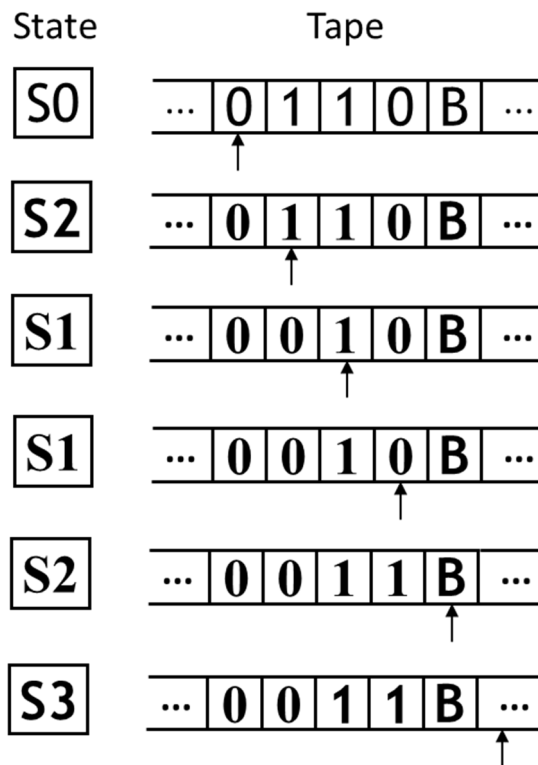 State Tape
S0 ... 0 1 1 0 B ...
S2 ... 0 1 1 0 B ...
S1 ... 0 0 1 0 B ...
S1 ... 0 0 1 0 B ...
S2 ... 0 0 1 1 B ...
S3 ... 0 0 1 1 B ...